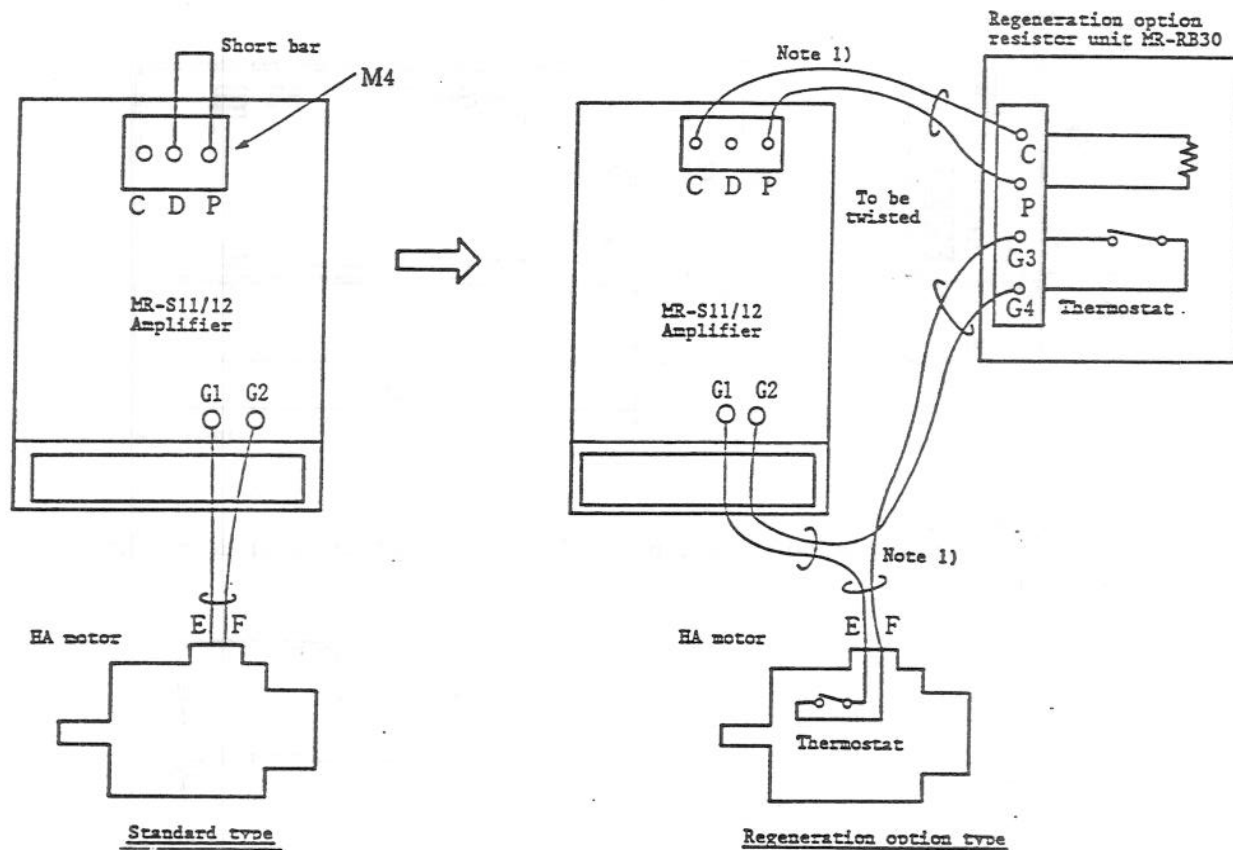 Short bar
M4
C D P
MR-S11/12
Amplifier
G1 G2
E F
HA motor
Standard type
Regeneration option
resistor unit MR-RB30
Note 1)
C D P
To be
twisted
C
P
G3
G4
Thermostat
MR-S11/12
Amplifier
G1 G2
Note 1)
E F
HA motor
Thermostat
Regeneration option type